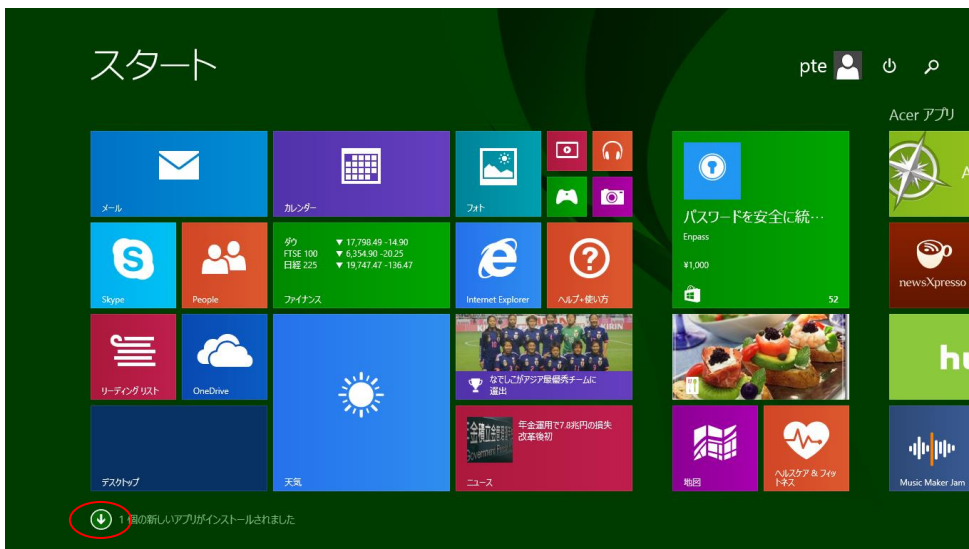 スタート
pte
Acer アプリ
メール
カレンダー
フォト
パスワードを安全に統…
Enpass
¥1,000
52
A
Skype
People
ダウ ▼ 17,798.49 -14.90
FTSE 100 ▼ 6,354.90 -20.25
日経 225 ▼ 19,747.47 -136.47
ファイナンス
Internet Explorer
ヘルプ+使い方
newsXpresso
リーディング リスト
OneDrive
KIRIN
なでしこがアジア最優秀チームに
選出
hu
デスクトップ
天気
年金運用で7.8兆円の損失
改革後初
ニュース
地図
ヘルスケア & フィッ
トネス
Music Maker Jam
1 個の新しいアプリがインストールされました